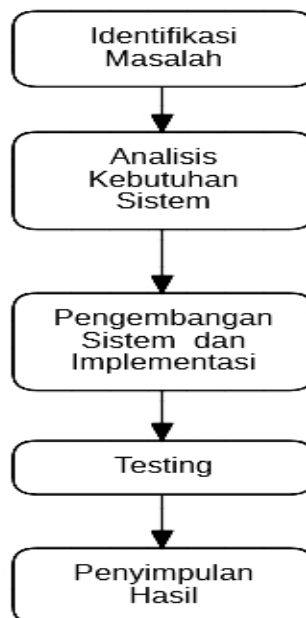 Identifikasi
Masalah
Analisis
Kebutuhan
Sistem
Pengembangan
Sistem dan
Implementasi
Testing
Penyimpulan
Hasil